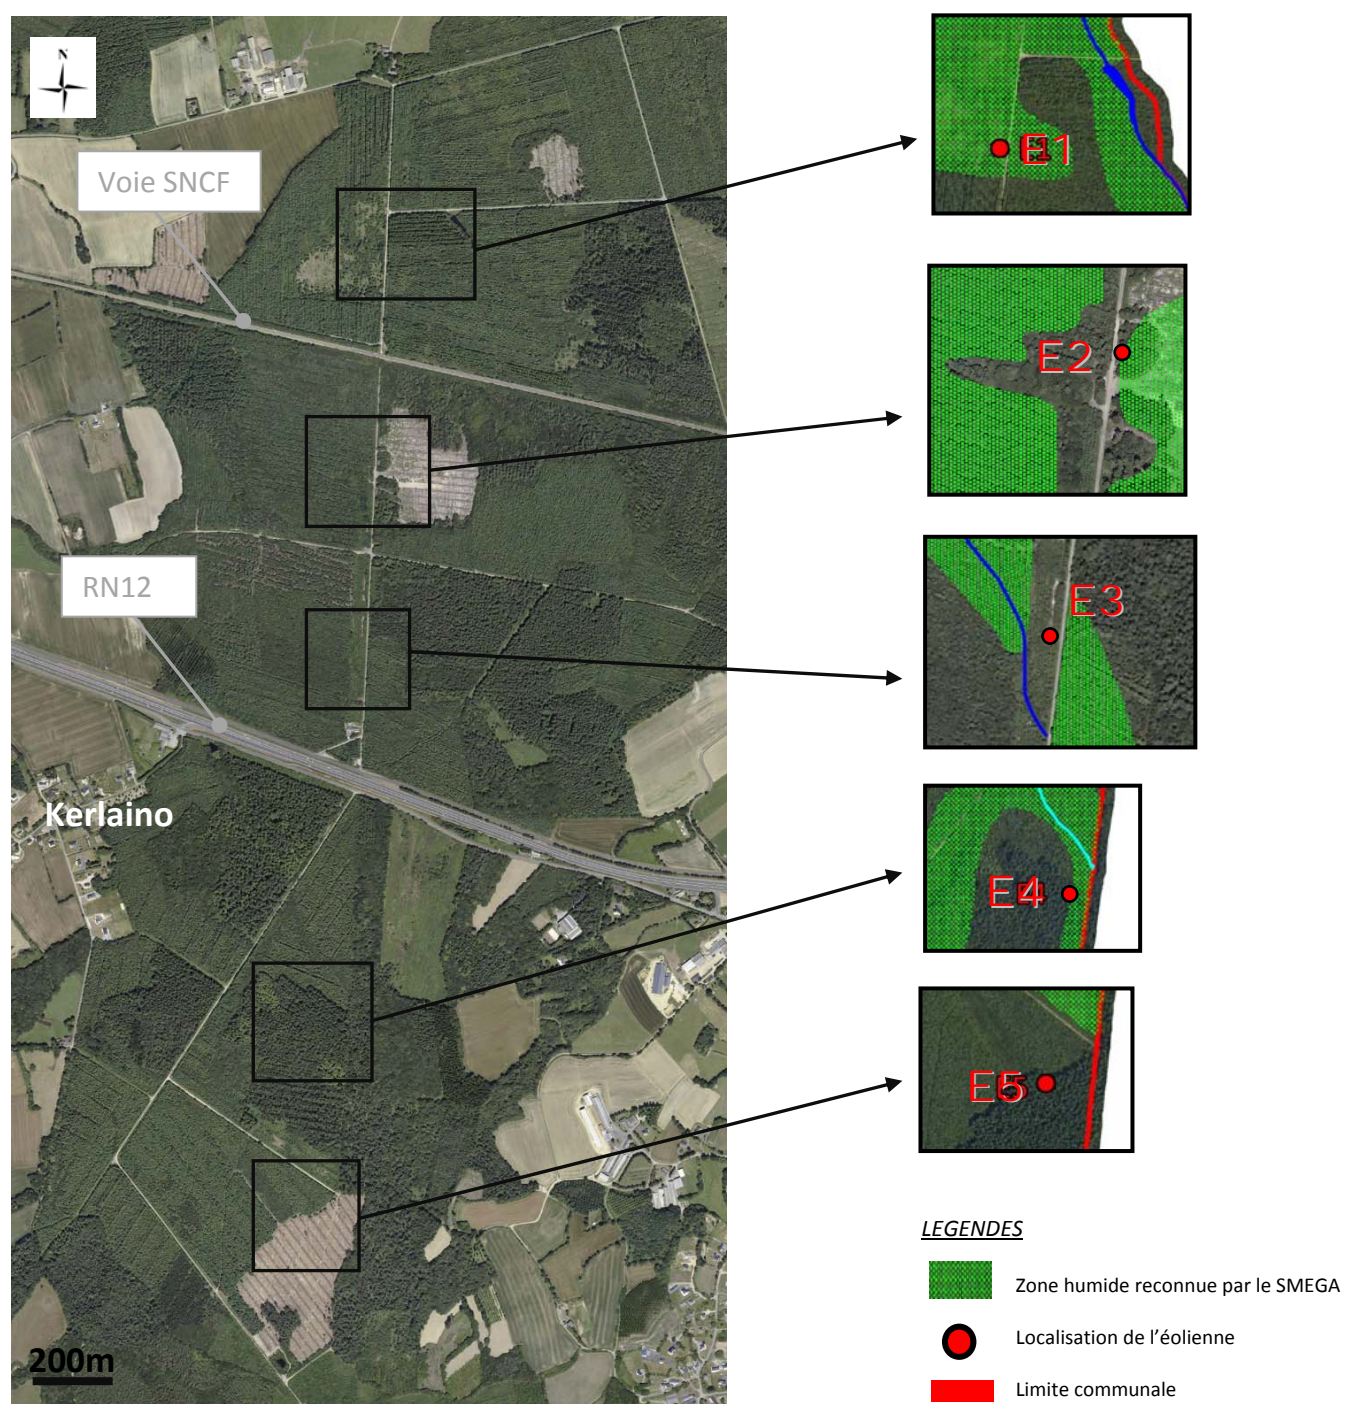 N
Voie SNCF
RN12
Kerlaino
200m
E1
E2
E3
E4
E5
LEGENDES
Zone humide reconnue par le SMEGA
Localisation de l'éolienne
Limite communale